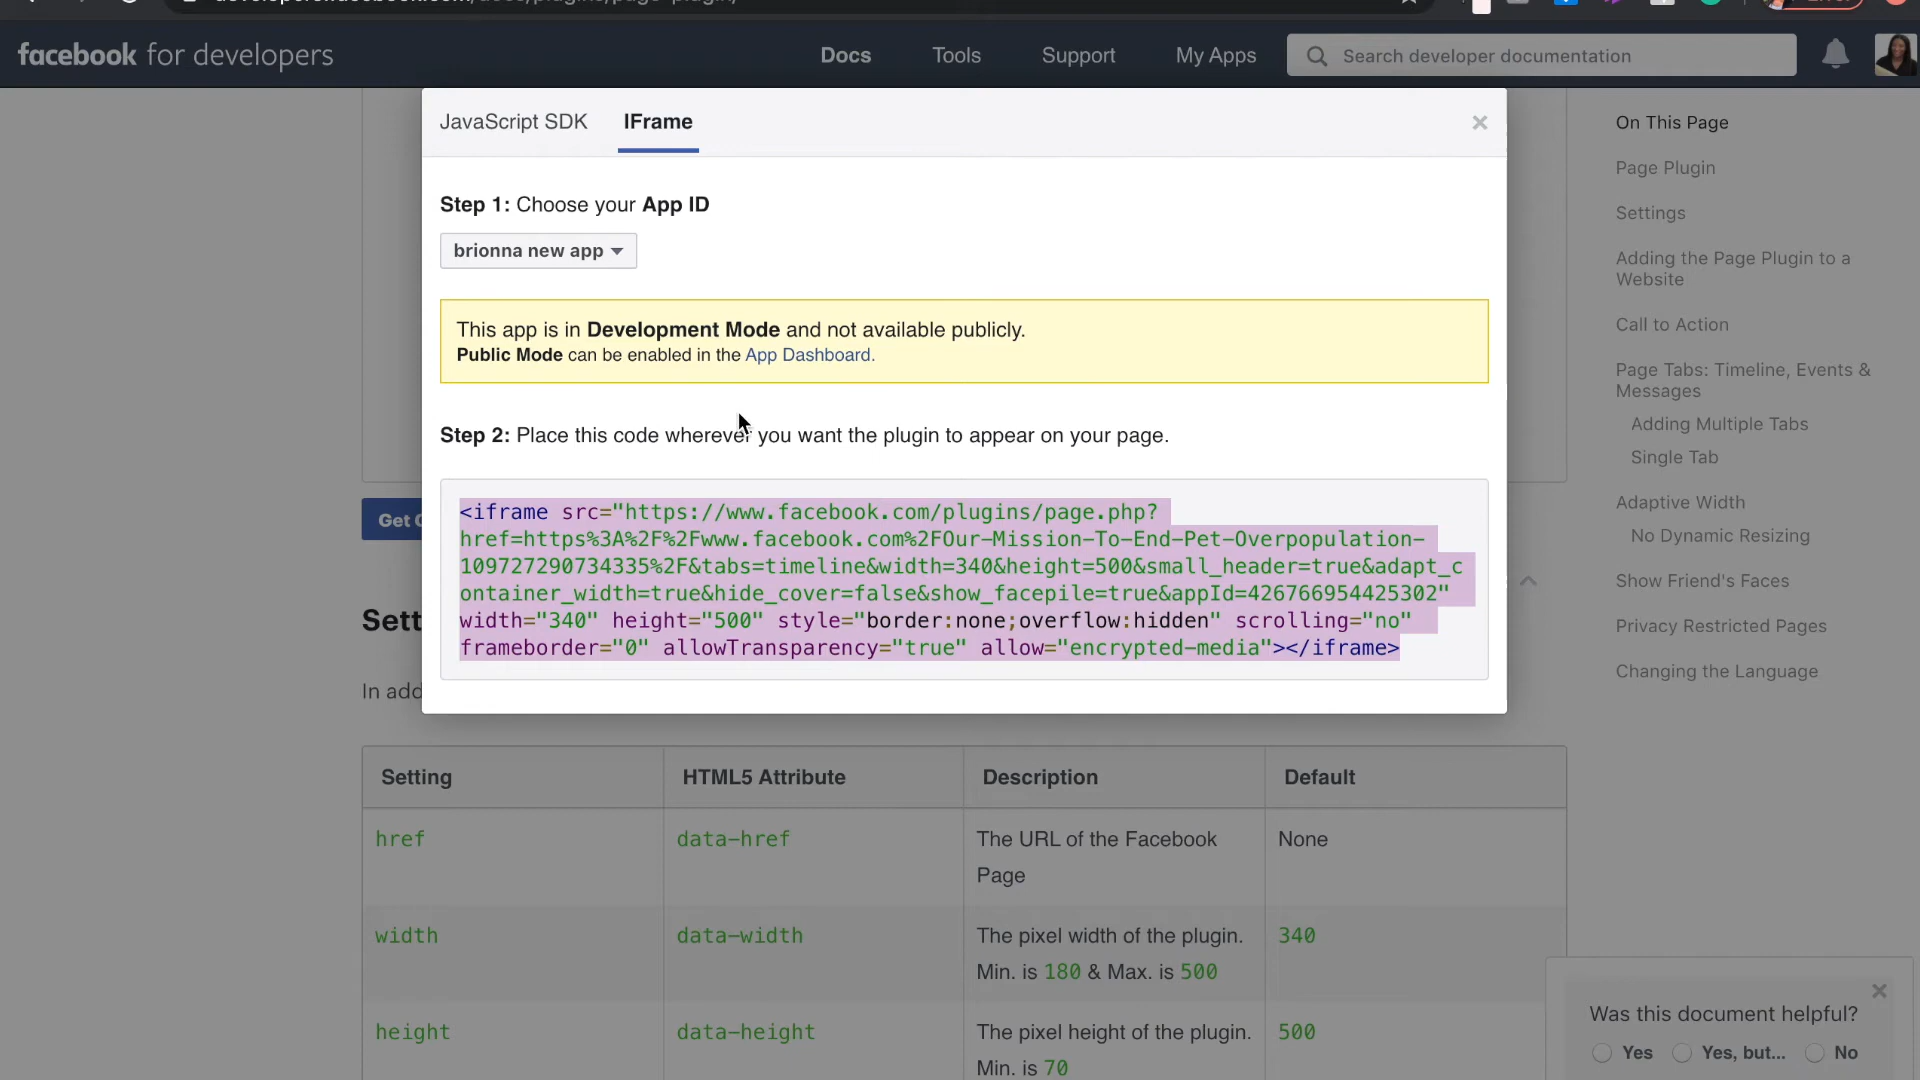 facebook for developers
Docs
Tools
Support
My Apps
Search developer documentation
JavaScript SDK
IFrame
×
Step 1: Choose your App ID
brionna new app
This app is in Development Mode and not available publicly.
Public Mode can be enabled in the App Dashboard.
Step 2: Place this code wherever you want the plugin to appear on your page.
<iframe src="https://www.facebook.com/plugins/page.php?
href=https%3A%2F%2Fwww.facebook.com%2FOur-Mission-To-End-Pet-Overpopulation-
109727290734335%2F&tabs=timeline&width=340&height=500&small_header=true&adapt_c
ontainer_width=true&hide_cover=false&show_facepile=true&appId=426766954425302"
width="340" height="500" style="border:none;overflow:hidden" scrolling="no"
frameborder="0" allowTransparency="true" allow="encrypted-media"></iframe>
Get
Sett
In add
Setting
HTML5 Attribute
Description
Default
href
data-href
The URL of the Facebook
Page
None
width
data-width
The pixel width of the plugin.
Min. is 180 & Max. is 500
340
height
data-height
The pixel height of the plugin.
Min. is 70
500
On This Page
Page Plugin
Settings
Adding the Page Plugin to a
Website
Call to Action
Page Tabs: Timeline, Events &
Messages
Adding Multiple Tabs
Single Tab
Adaptive Width
No Dynamic Resizing
Show Friend's Faces
Privacy Restricted Pages
Changing the Language
Was this document helpful?
Yes
Yes, but...
No